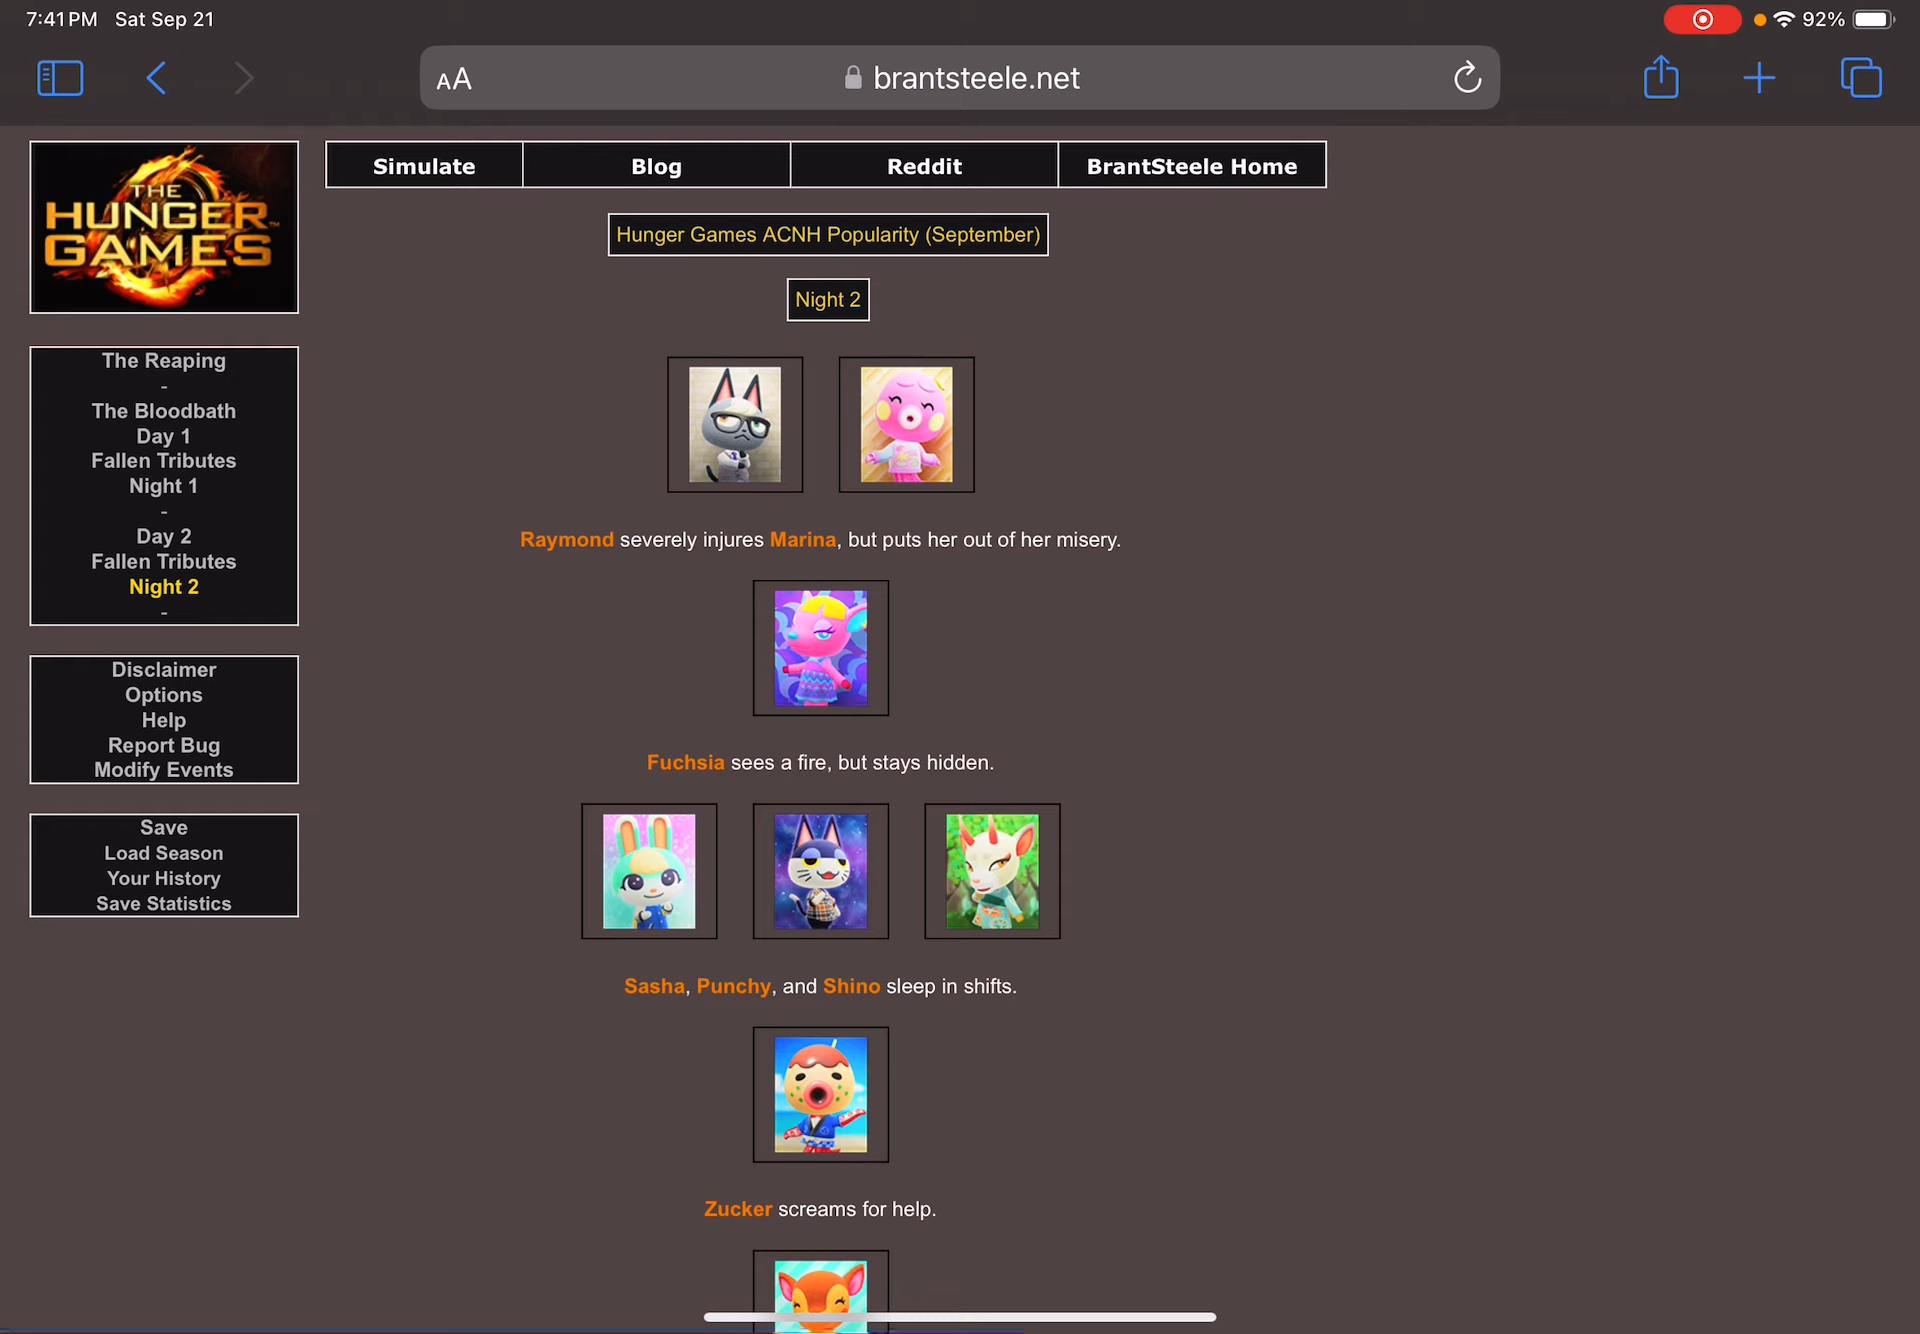 7:41 PM Sat Sep 21
92%
AA
brantsteele.net
THE
HUNGER
GAMES
Simulate Blog Reddit BrantSteele Home
Hunger Games ACNH Popularity (September)
Night 2
The Reaping
-
The Bloodbath
Day 1
Fallen Tributes
Night 1
-
Day 2
Fallen Tributes
Night 2
-
Disclaimer
Options
Help
Report Bug
Modify Events
Save
Load Season
Your History
Save Statistics
Raymond severely injures Marina, but puts her out of her misery.
Fuchsia sees a fire, but stays hidden.
Sasha, Punchy, and Shino sleep in shifts.
Zucker screams for help.